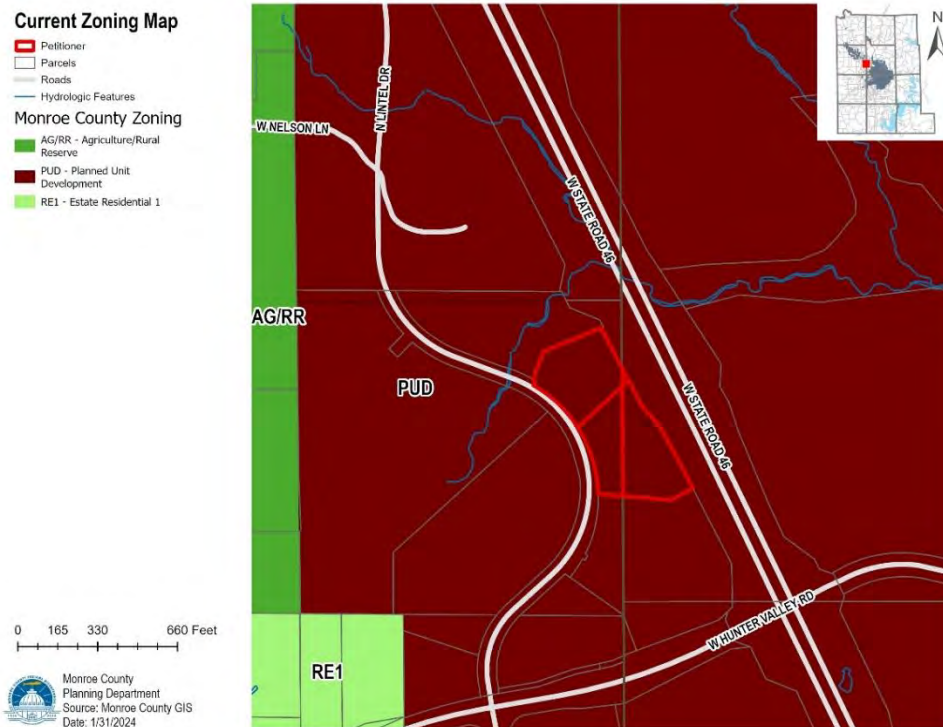 Current Zoning Map
Petitioner
Parcels
Roads
Hydrologic Features
Monroe County Zoning
AG/RR - Agriculture/Rural
Reserve
PUD - Planned Unit
Development
RE1 - Estate Residential 1
0 165 330 660 Feet
Monroe County
Planning Department
Source: Monroe County GIS
Date: 1/31/2024
N
N LINTEL DR
W NELSON LN
W STATE ROAD 46
AG/RR
PUD
W STATE ROAD 46
W HUNTER VALLEY RD
RE1